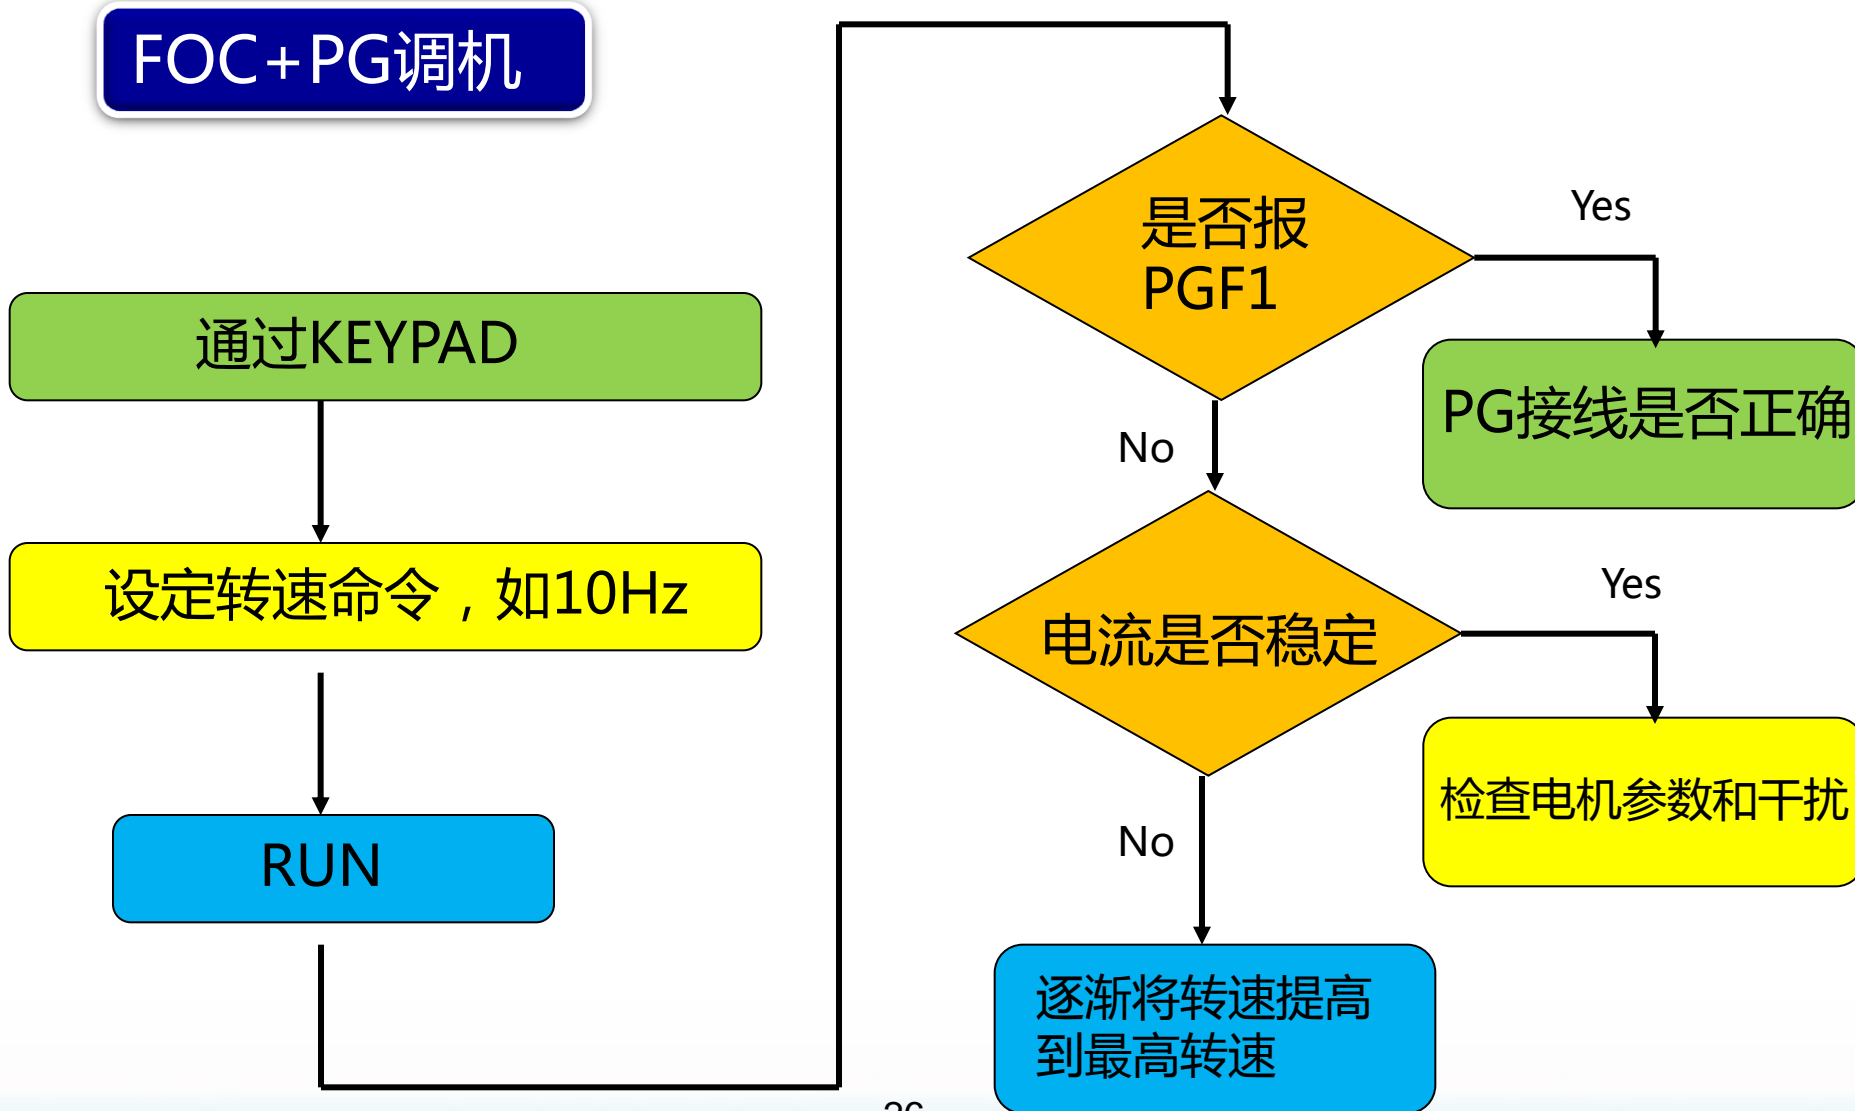 FOC+PG调机
通过KEYPAD
设定转速命令，如10Hz
RUN
是否报
PGF1
Yes
PG接线是否正确
No
电流是否稳定
Yes
检查电机参数和干扰
No
逐渐将转速提高
到最高转速